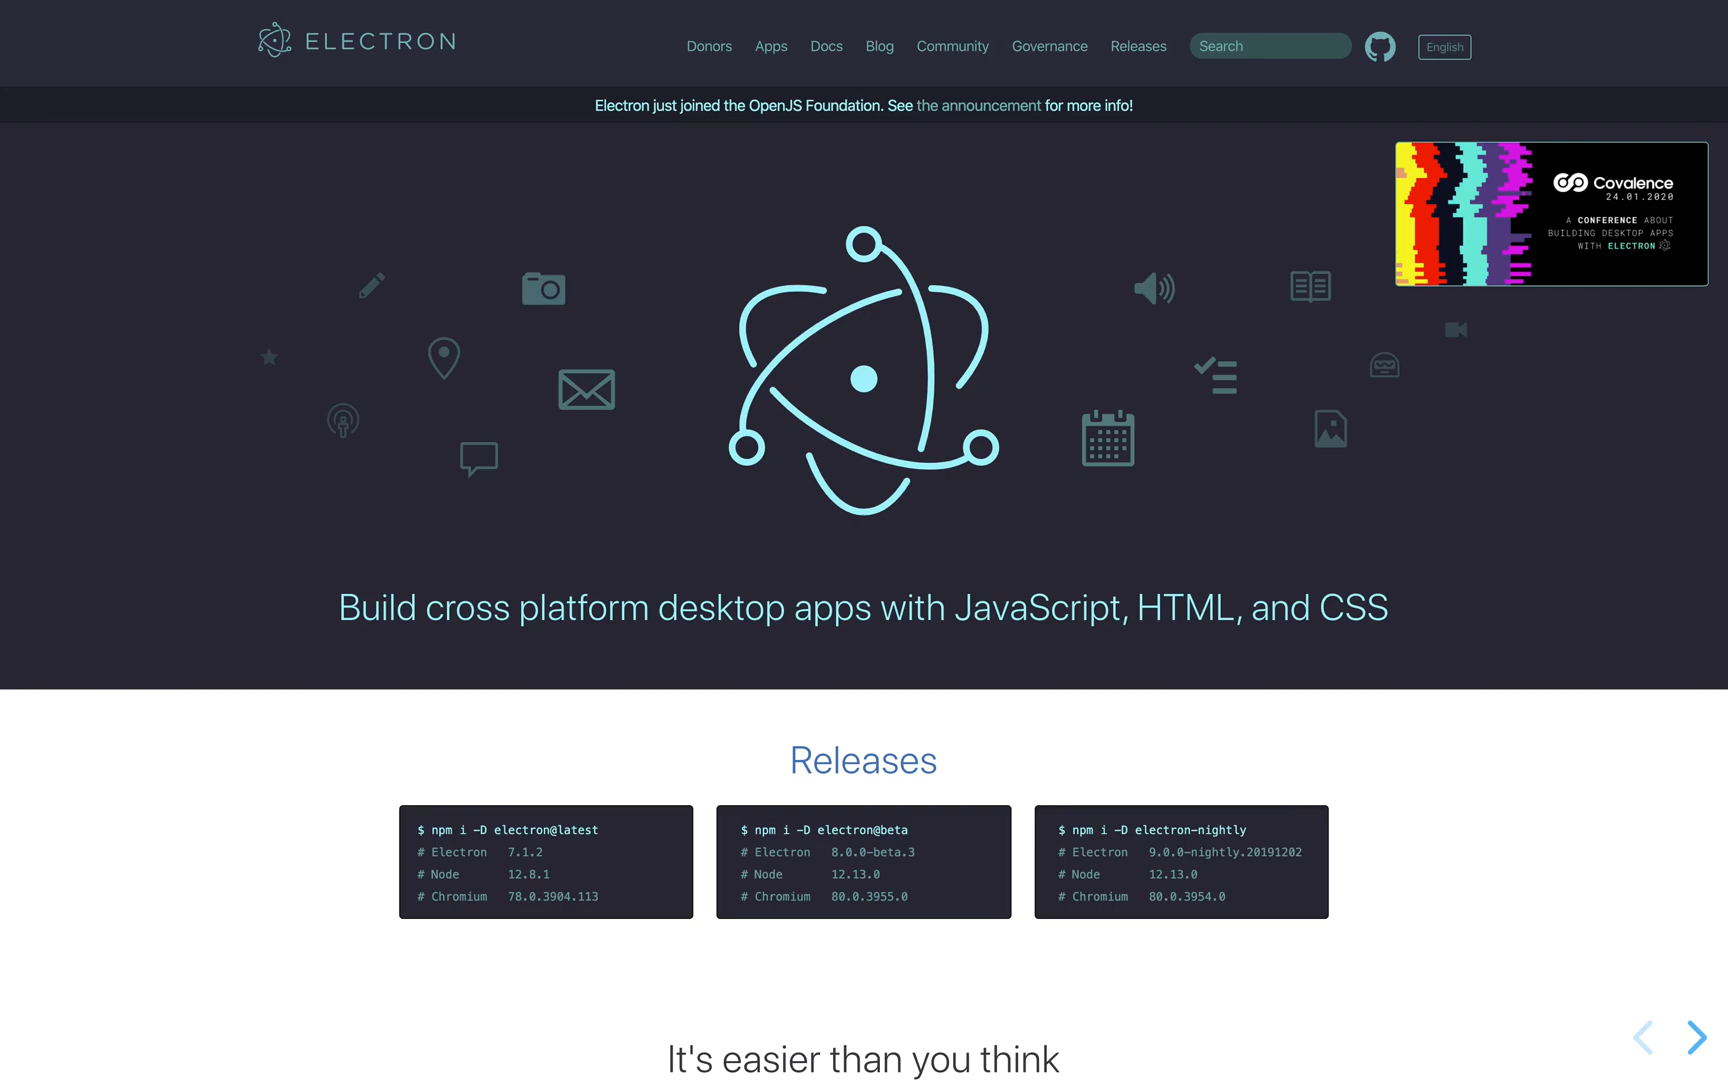 ELECTRON
Donors Apps Docs Blog Community Governance Releases Search English
Electron just joined the OpenJS Foundation. See the announcement for more info!
Covalence
24.01.2020
A CONFERENCE ABOUT
BUILDING DESKTOP APPS
WITH ELECTRON
Build cross platform desktop apps with JavaScript, HTML, and CSS
Releases
$ npm i -D electron@latest
# Electron 7.1.2
# Node 12.8.1
# Chromium 78.0.3904.113
$ npm i -D electron@beta
# Electron 8.0.0-beta.3
# Node 12.13.0
# Chromium 80.0.3955.0
$ npm i -D electron-nightly
# Electron 9.0.0-nightly.20191202
# Node 12.13.0
# Chromium 80.0.3954.0
It's easier than you think